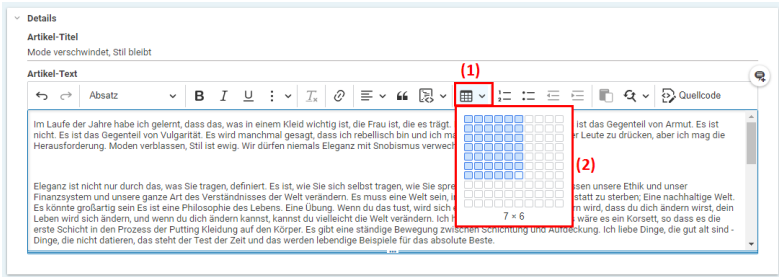 Details
Artikel-Titel
Mode verschwindet, Stil bleibt
(1)
Artikel-Text
Absatz B I U Quellcode
Im Laufe der Jahre habe ich gelernt, dass das, was in einem Kleid wichtig ist, die Frau ist, die es trägt. ist das Gegenteil von Armut. Es ist
nicht. Es ist das Gegenteil von Vulgarität. Es wird manchmal gesagt, dass ich rebellisch bin und ich Leute zu drücken, aber ich mag die
Herausforderung. Moden verblassen, Stil ist ewig. Wir dürfen niemals Eleganz mit Snobismus
(2)
Eleganz ist nicht nur durch das, was Sie tragen, definiert. Es ist, wie Sie sich selbst tragen, wie Sie unsere Ethik und unser
Finanzsystem und unsere ganze Art des Verständnisses der Welt verändern. Es muss eine Welt sein, statt zu sterben; Eine nachhaltige Welt.
Es könnte großartig sein Es ist eine Philosophie des Lebens. Eine Übung. Wenn du das tust, wird sich wird, dass du dich ändern wirst, dein
7 × 6
Leben wird sich ändern, und wenn du dich ändern kannst, kannst du vielleicht die Welt verändern. Ich wäre es ein Korsett, so dass es die
erste Schicht in den Prozess der Putting Kleidung auf den Körper. Es gibt eine ständige Bewegung zwischen Schichtung und Aufdeckung. Ich liebe Dinge, die gut alt sind -
Dinge, die nicht datieren, das steht der Test der Zeit und das werden lebendige Beispiele für das absolute Beste.